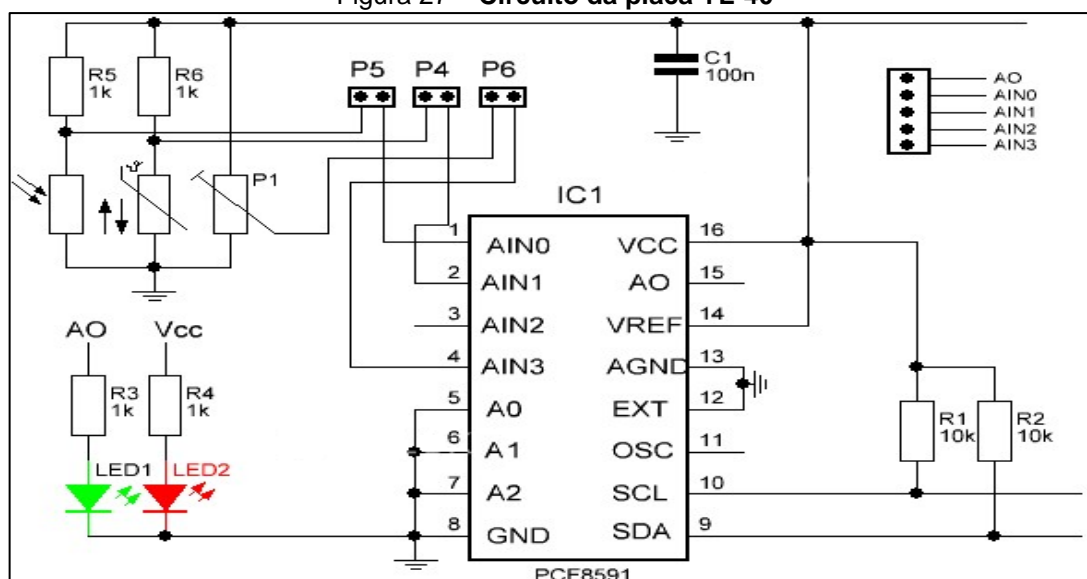 Figura 27 – Circuito da placa YL-40
R5
1k
R6
1k
P5 P4 P6
C1
100n
AO
AIN0
AIN1
AIN2
AIN3
P1
IC1
1 AIN0 VCC 16
2 AIN1 AO 15
3 AIN2 VREF 14
4 AIN3 AGND 13
5 A0 EXT 12
6 A1 OSC 11
7 A2 SCL 10
8 GND SDA 9
PCF8591
AO Vcc
R3
1k
R4
1k
LED1 LED2
R1
10k
R2
10k